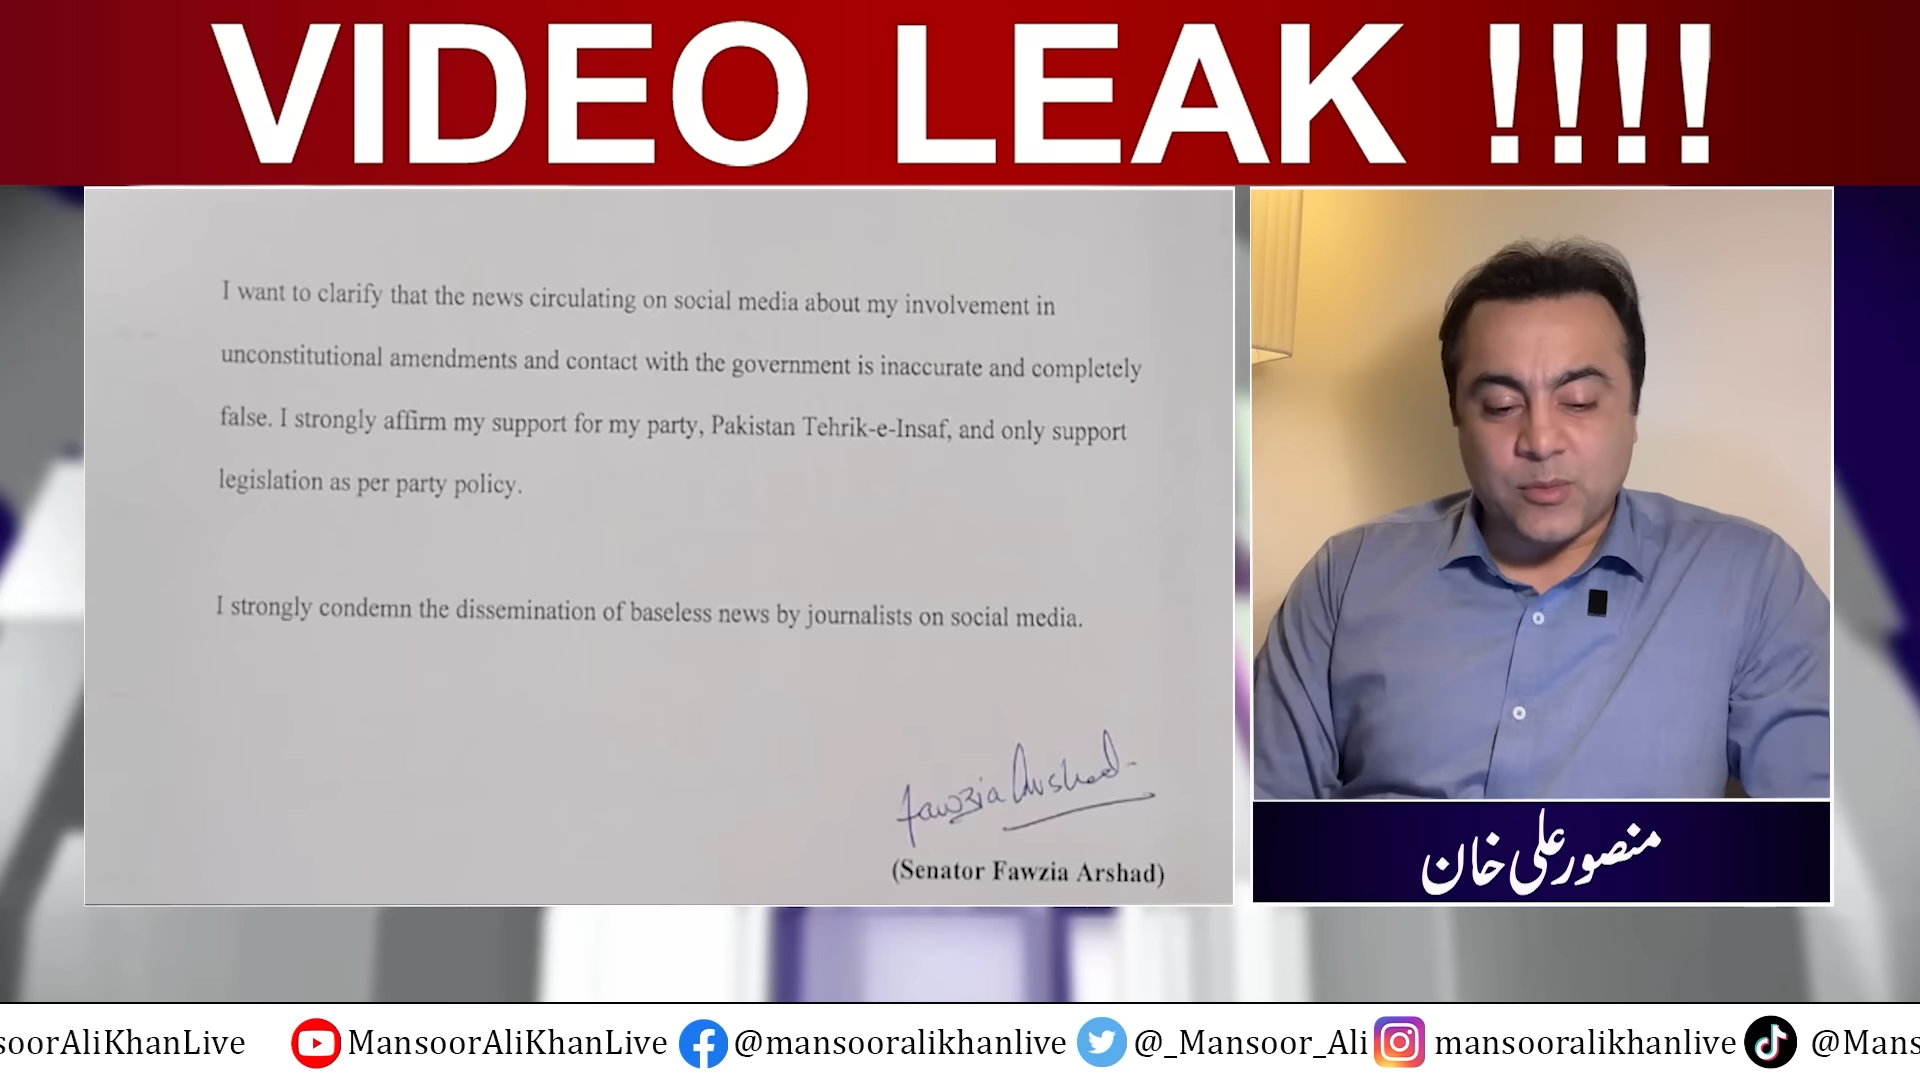 VIDEO LEAK !!!!
I want to clarify that the news circulating on social media about my involvement in
unconstitutional amendments and contact with the government is inaccurate and completely
false. I strongly affirm my support for my party, Pakistan Tehrik-e-Insaf, and only support
legislation as per party policy.
I strongly condemn the dissemination of baseless news by journalists on social media.
Fawzia Arshad
(Senator Fawzia Arshad)
منصور علی خان
soorAliKhanLive MansoorAliKhanLive @mansooralikhanlive @_Mansoor_Ali mansooralikhanlive @Mans